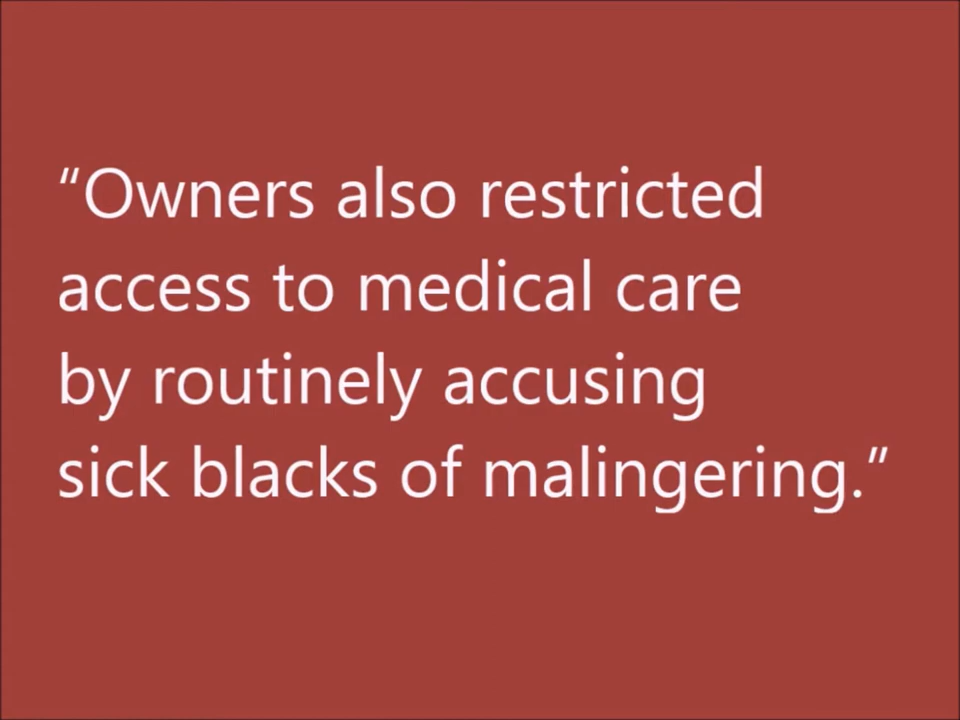 “Owners also restricted
access to medical care
by routinely accusing
sick blacks of malingering.”